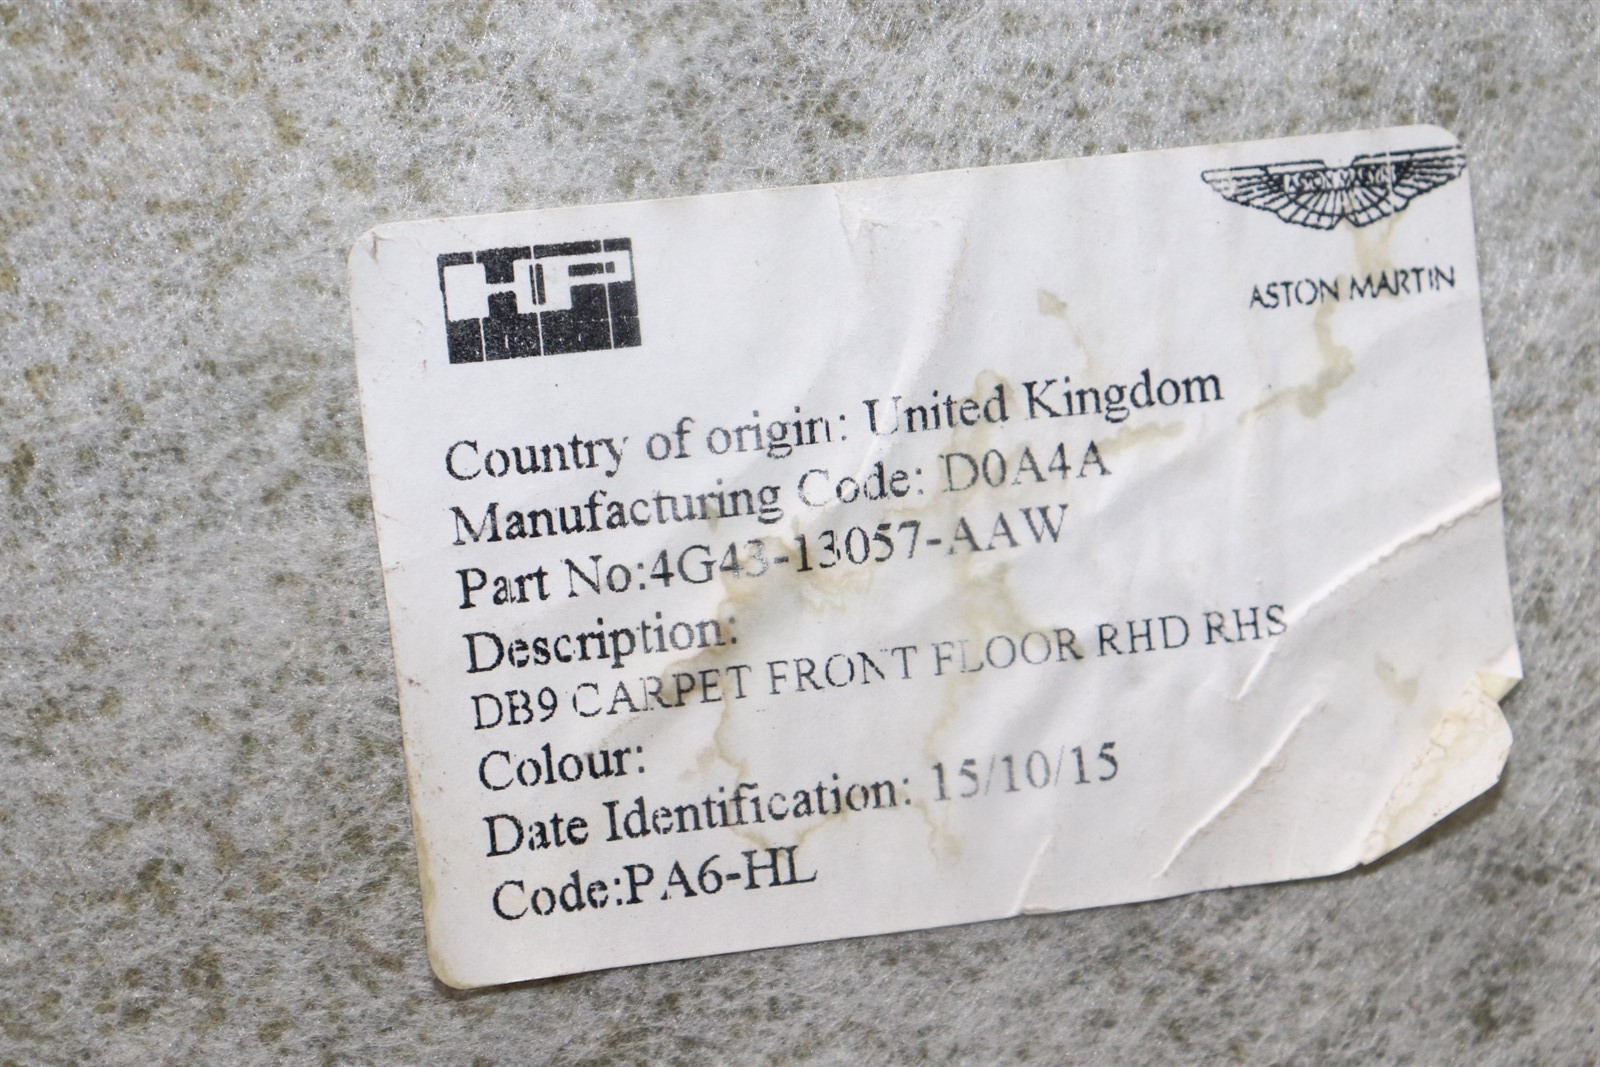 HFI
ASTON MARTIN
ASTON MARTIN
Country of origin: United Kingdom
Manufacturing Code: D0A4A
Part No:4G43-13057-AAW
Description:
DB9 CARPET FRONT FLOOR RHD RHS
Colour:
Date Identification: 15/10/15
Code:PA6-HL